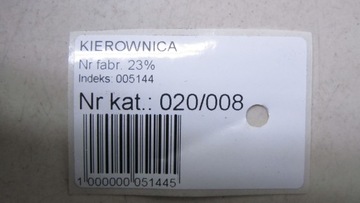 KIEROWNICA
Nr fabr. 23%
Indeks: 005144
Nr kat.: 020/008
1 000000 051445